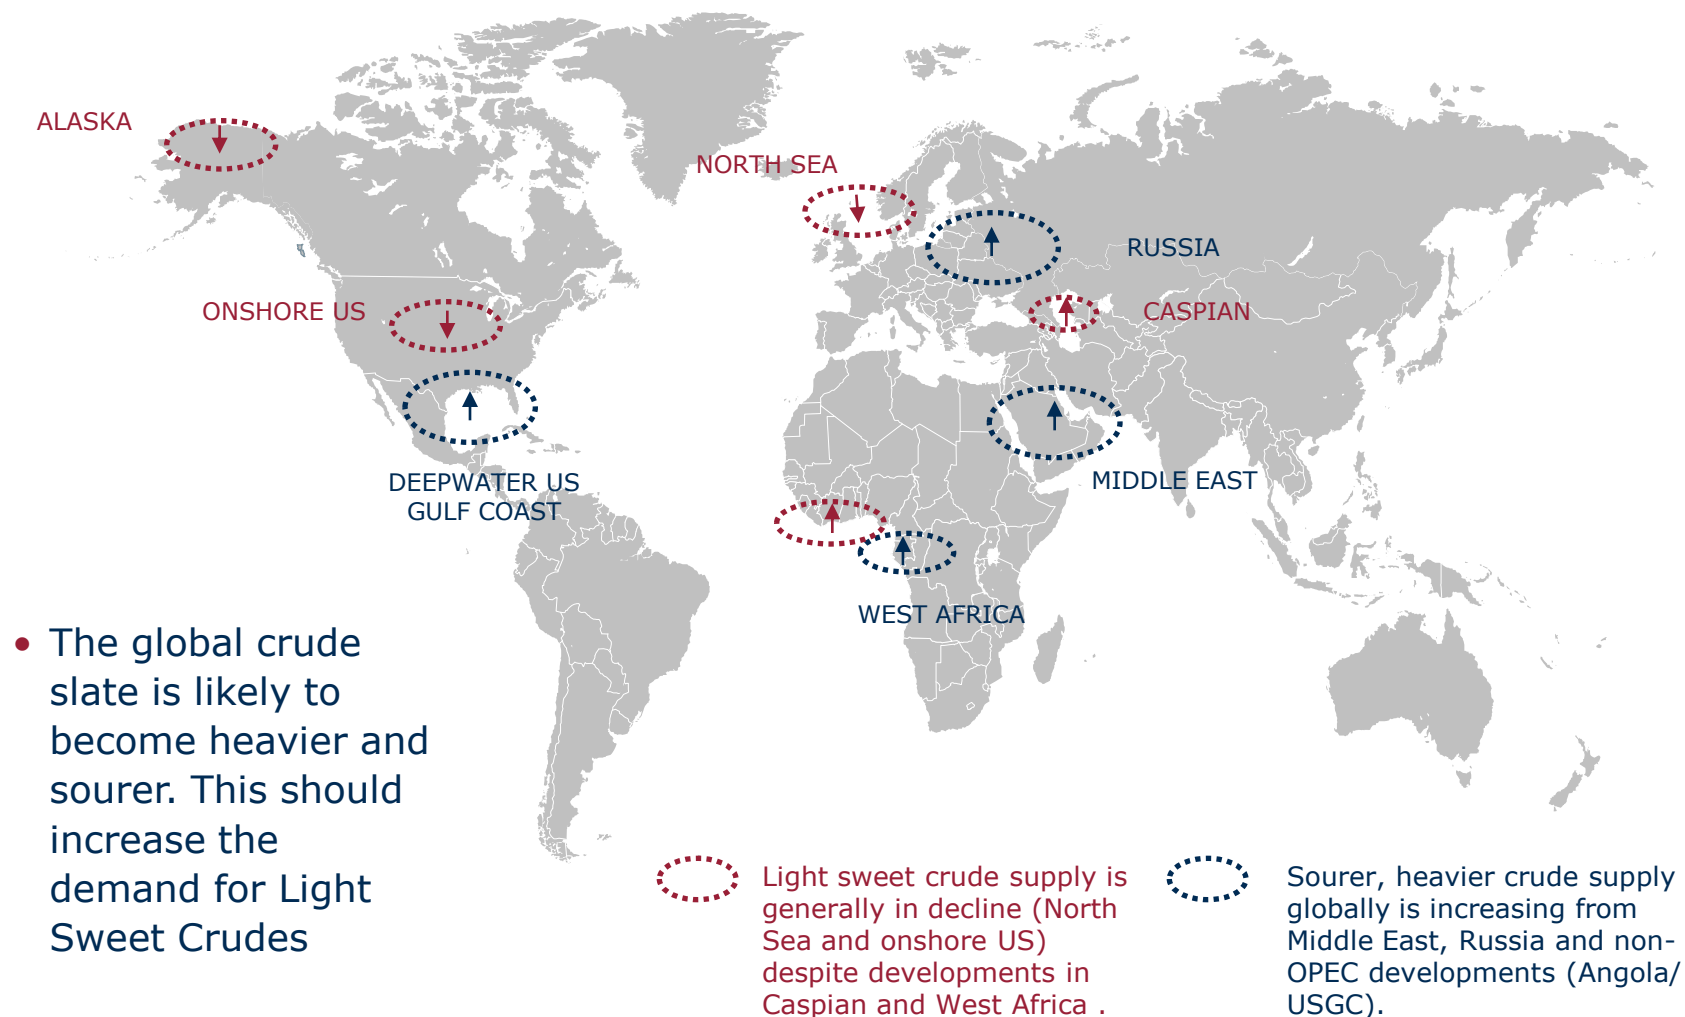 ALASKA
NORTH SEA
RUSSIA
ONSHORE US
CASPIAN
DEEPWATER US
GULF COAST
MIDDLE EAST
WEST AFRICA
• The global crude
slate is likely to
become heavier and
sourer. This should
increase the
demand for Light
Sweet Crudes
Light sweet crude supply is
generally in decline (North
Sea and onshore US)
despite developments in
Caspian and West Africa .
Sourer, heavier crude supply
globally is increasing from
Middle East, Russia and non-
OPEC developments (Angola/
USGC).